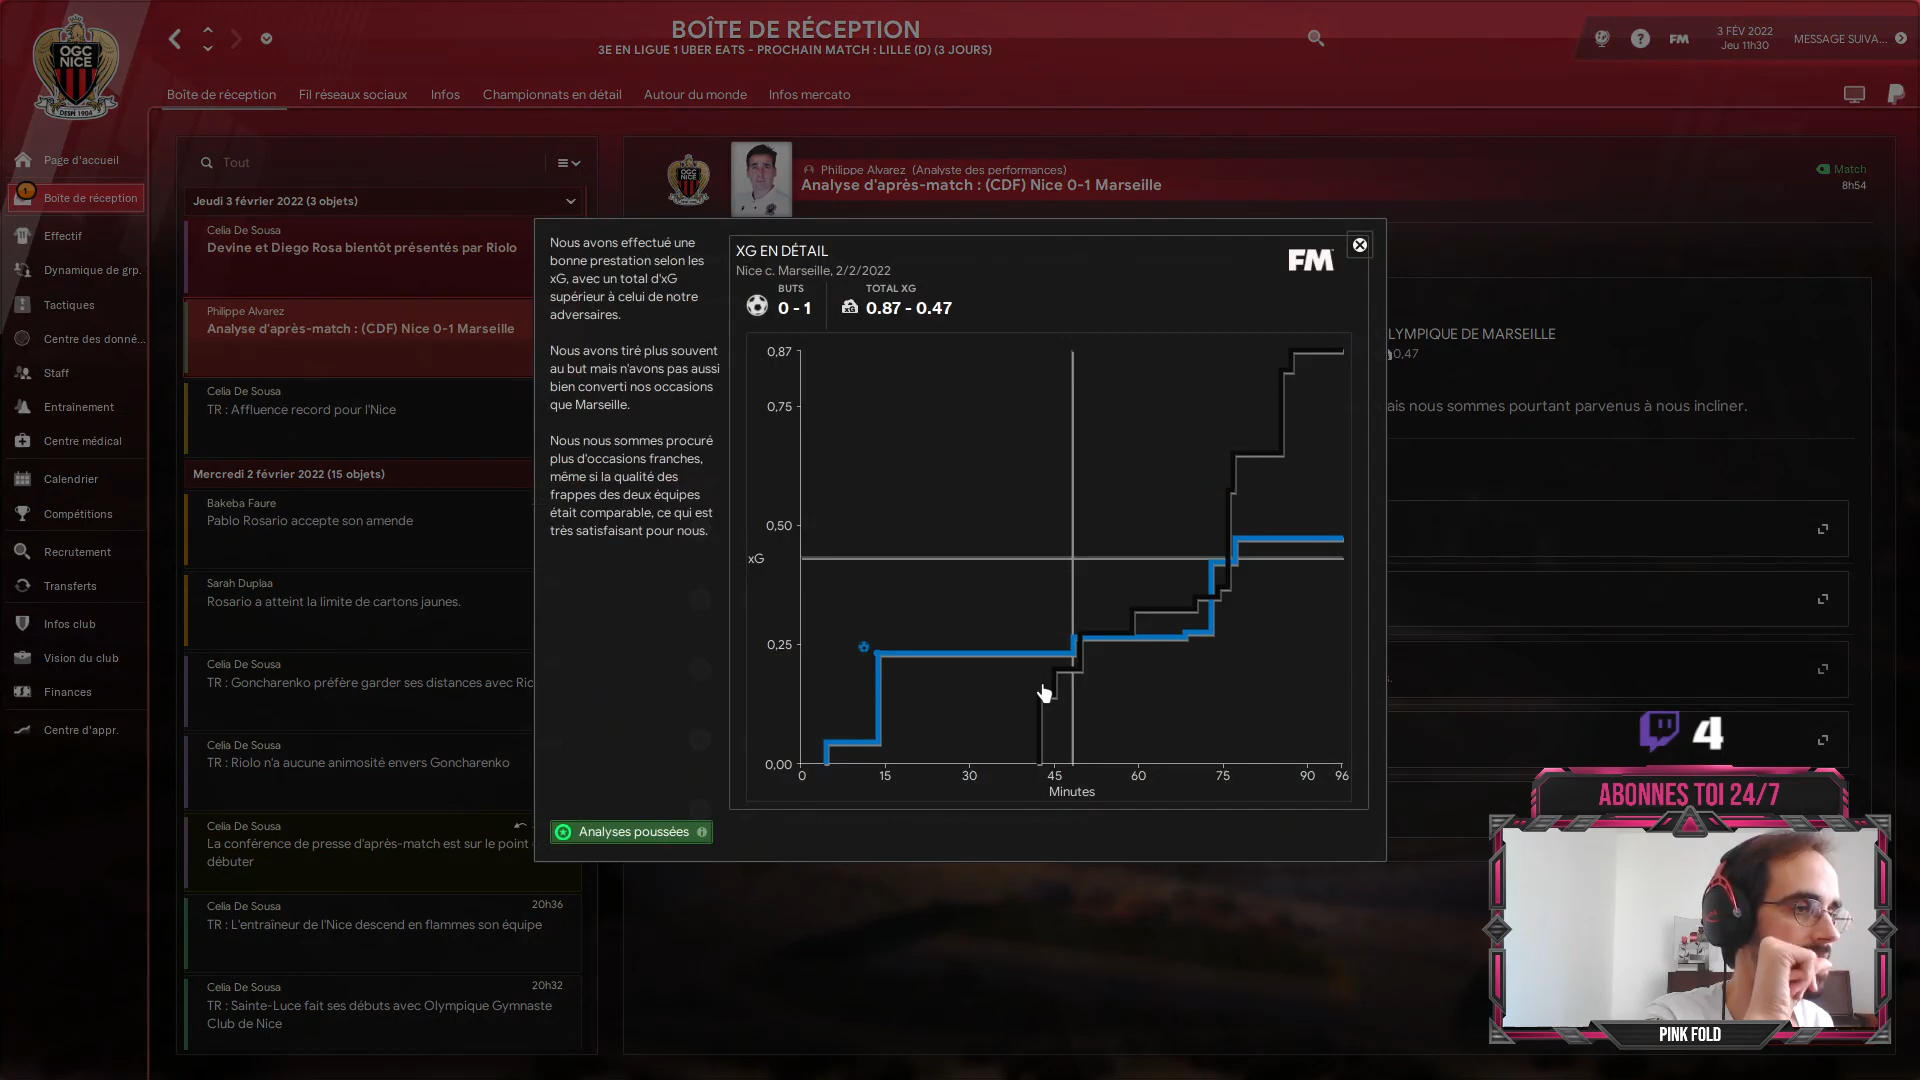 OGC
NICE
DEPUIS 1904
BOÎTE DE RÉCEPTION
3E EN LIGUE 1 UBER EATS - PROCHAIN MATCH : LILLE (D) (3 JOURS)
FM
3 FÉV 2022
Jeu 11h30
MESSAGE SUIVA...
Boîte de réception
Fil réseaux sociaux
Infos
Championnats en détail
Autour du monde
Infos mercato
Page d'accueil
1
Boîte de réception
Effectif
Dynamique de grp.
Tactiques
Centre des donné...
Staff
Entraînement
Centre médical
Calendrier
Compétitions
Recrutement
Transferts
Infos club
Vision du club
Finances
Centre d'appr.
Tout
Jeudi 3 février 2022 (3 objets)
Celia De Sousa
Devine et Diego Rosa bientôt présentés par Riolo
Philippe Alvarez
Analyse d'après-match : (CDF) Nice 0-1 Marseille
Celia De Sousa
TR : Affluence record pour l'Nice
Mercredi 2 février 2022 (15 objets)
Bakeba Faure
Pablo Rosario accepte son amende
Sarah Duplaa
Rosario a atteint la limite de cartons jaunes.
Celia De Sousa
TR : Goncharenko préfère garder ses distances avec Rio
Celia De Sousa
TR : Riolo n'a aucune animosité envers Goncharenko
Celia De Sousa
La conférence de presse d'après-match est sur le point
débuter
Celia De Sousa
20h36
TR : L'entraîneur de l'Nice descend en flammes son équipe
Celia De Sousa
20h32
TR : Sainte-Luce fait ses débuts avec Olympique Gymnaste
Club de Nice
Philippe Alvarez (Analyste des performances)
Analyse d'après-match : (CDF) Nice 0-1 Marseille
Match
8h54
LYMPIQUE DE MARSEILLE
0,47
ais nous sommes pourtant parvenus à nous incliner.
Nous avons effectué une
bonne prestation selon les
xG, avec un total d'xG
supérieur à celui de notre
adversaires.
Nous avons tiré plus souvent
au but mais n'avons pas aussi
bien converti nos occasions
que Marseille.
Nous nous sommes procuré
plus d'occasions franches,
même si la qualité des
frappes des deux équipes
était comparable, ce qui est
très satisfaisant pour nous.
Analyses poussées
XG EN DÉTAIL
Nice c. Marseille, 2/2/2022
FM
BUTS
0 - 1
TOTAL XG
xG
0.87 - 0.47
0,87
0,75
0,50
xG
0,25
0,00
0
15
30
45
60
75
90
96
Minutes
4
ABONNES TOI 24/7
PINK FOLD